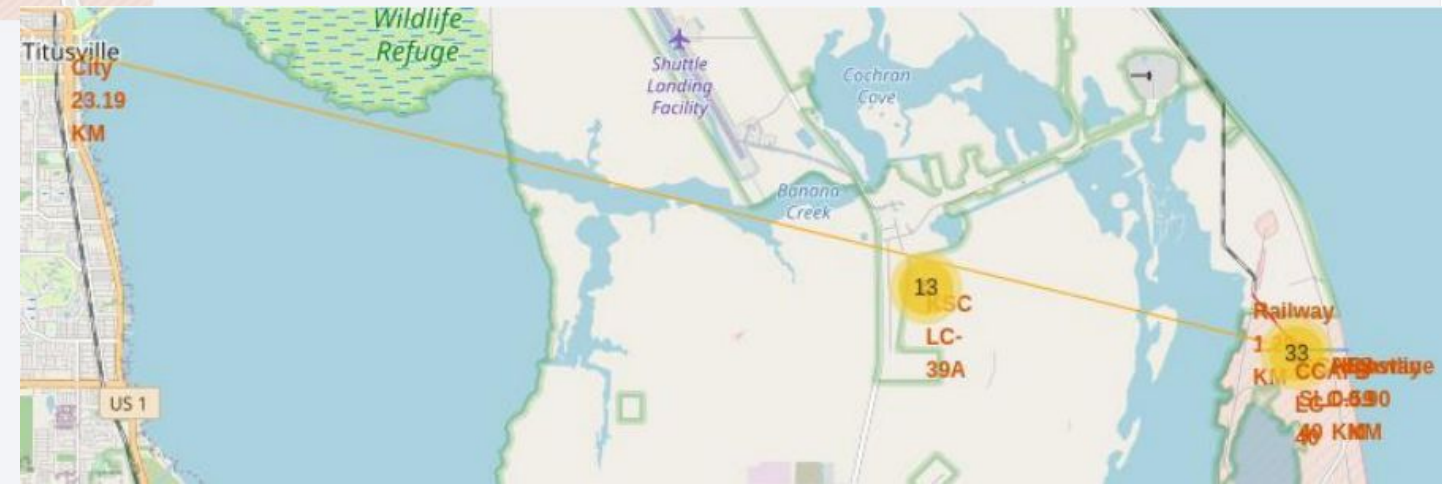 Wildlife
Refuge
Titusville
City
23.19
KM
Shuttle
Landing
Facility
Cochran
Cove
Banana
Creek
13
KSC
LC-
39A
Railway
1
KM
33
US 1